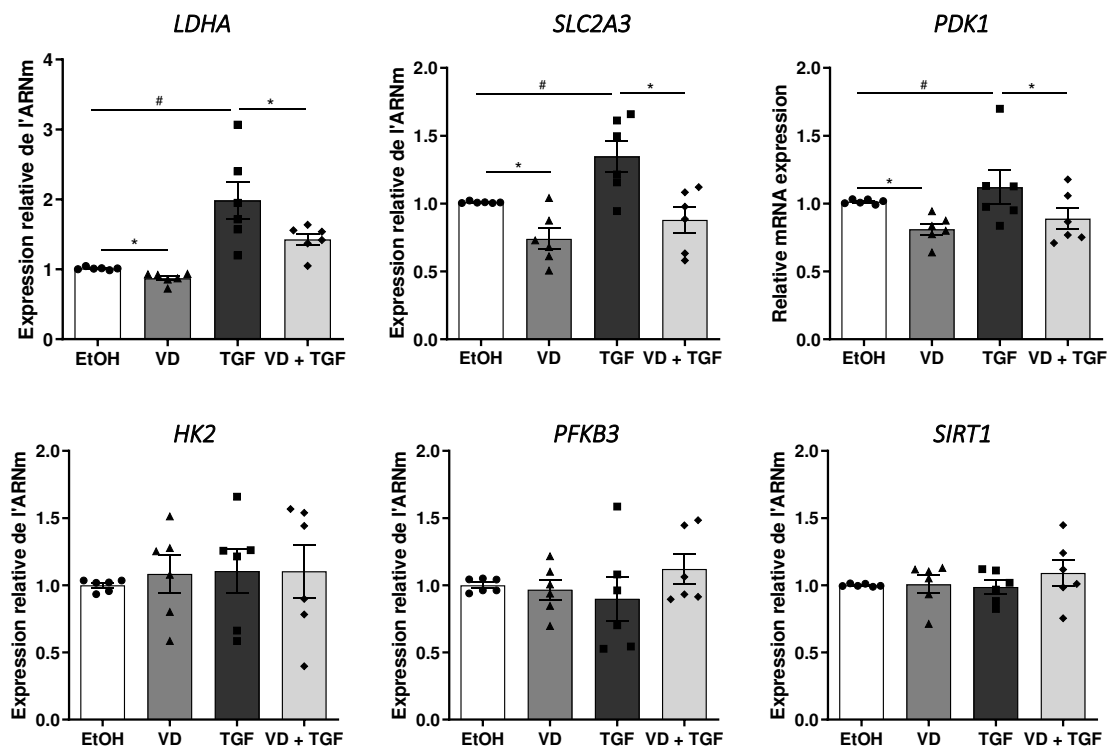 LDHA
Expression relative de l'ARNm
4
3
2
1
0
#
*
*
EtOH VD TGF VD + TGF
SLC2A3
Expression relative de l'ARNm
2.0
1.5
1.0
0.5
0.0
#
*
*
EtOH VD TGF VD + TGF
PDK1
Relative mRNA expression
2.0
1.5
1.0
0.5
0.0
#
*
*
EtOH VD TGF VD + TGF
HK2
Expression relative de l'ARNm
2.0
1.5
1.0
0.5
0.0
EtOH VD TGF VD + TGF
PFKB3
Expression relative de l'ARNm
2.0
1.5
1.0
0.5
0.0
EtOH VD TGF VD + TGF
SIRT1
Expression relative de l'ARNm
2.0
1.5
1.0
0.5
0.0
EtOH VD TGF VD + TGF